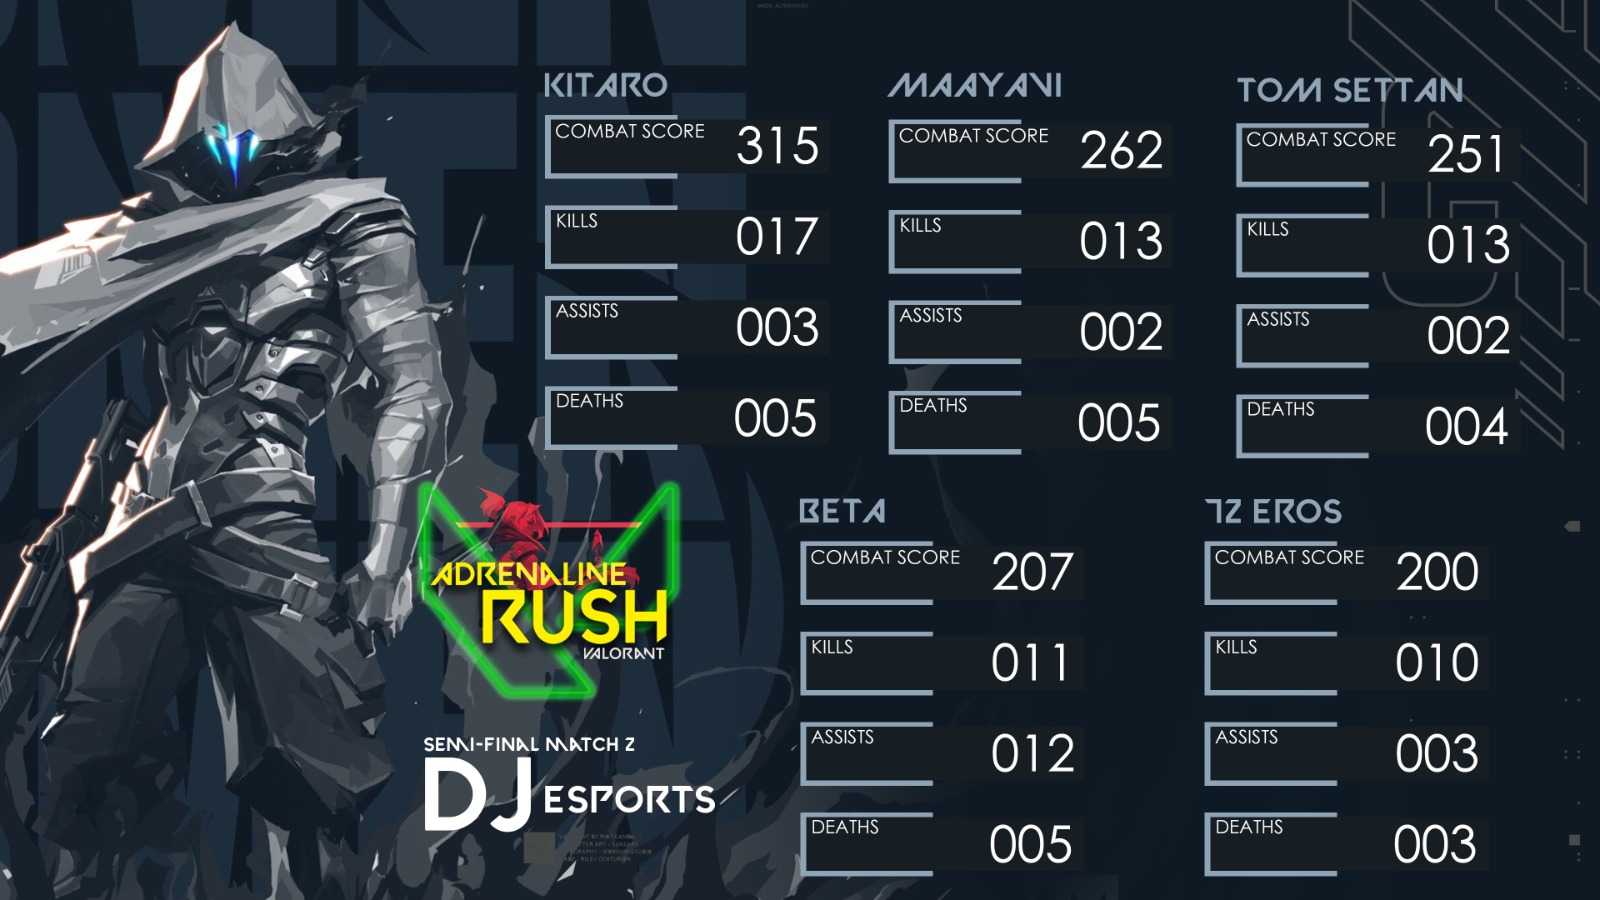 KITARO
COMBAT SCORE 315
KILLS 017
ASSISTS 003
DEATHS 005
MAAYAVI
COMBAT SCORE 262
KILLS 013
ASSISTS 002
DEATHS 005
TOM SETTAN
COMBAT SCORE 251
KILLS 013
ASSISTS 002
DEATHS 004
ADRENALINE
RUSH
VALORANT
SEMI-FINAL MATCH 2
DJ ESPORTS
BETA
COMBAT SCORE 207
KILLS 011
ASSISTS 012
DEATHS 005
72 EROS
COMBAT SCORE 200
KILLS 010
ASSISTS 003
DEATHS 003